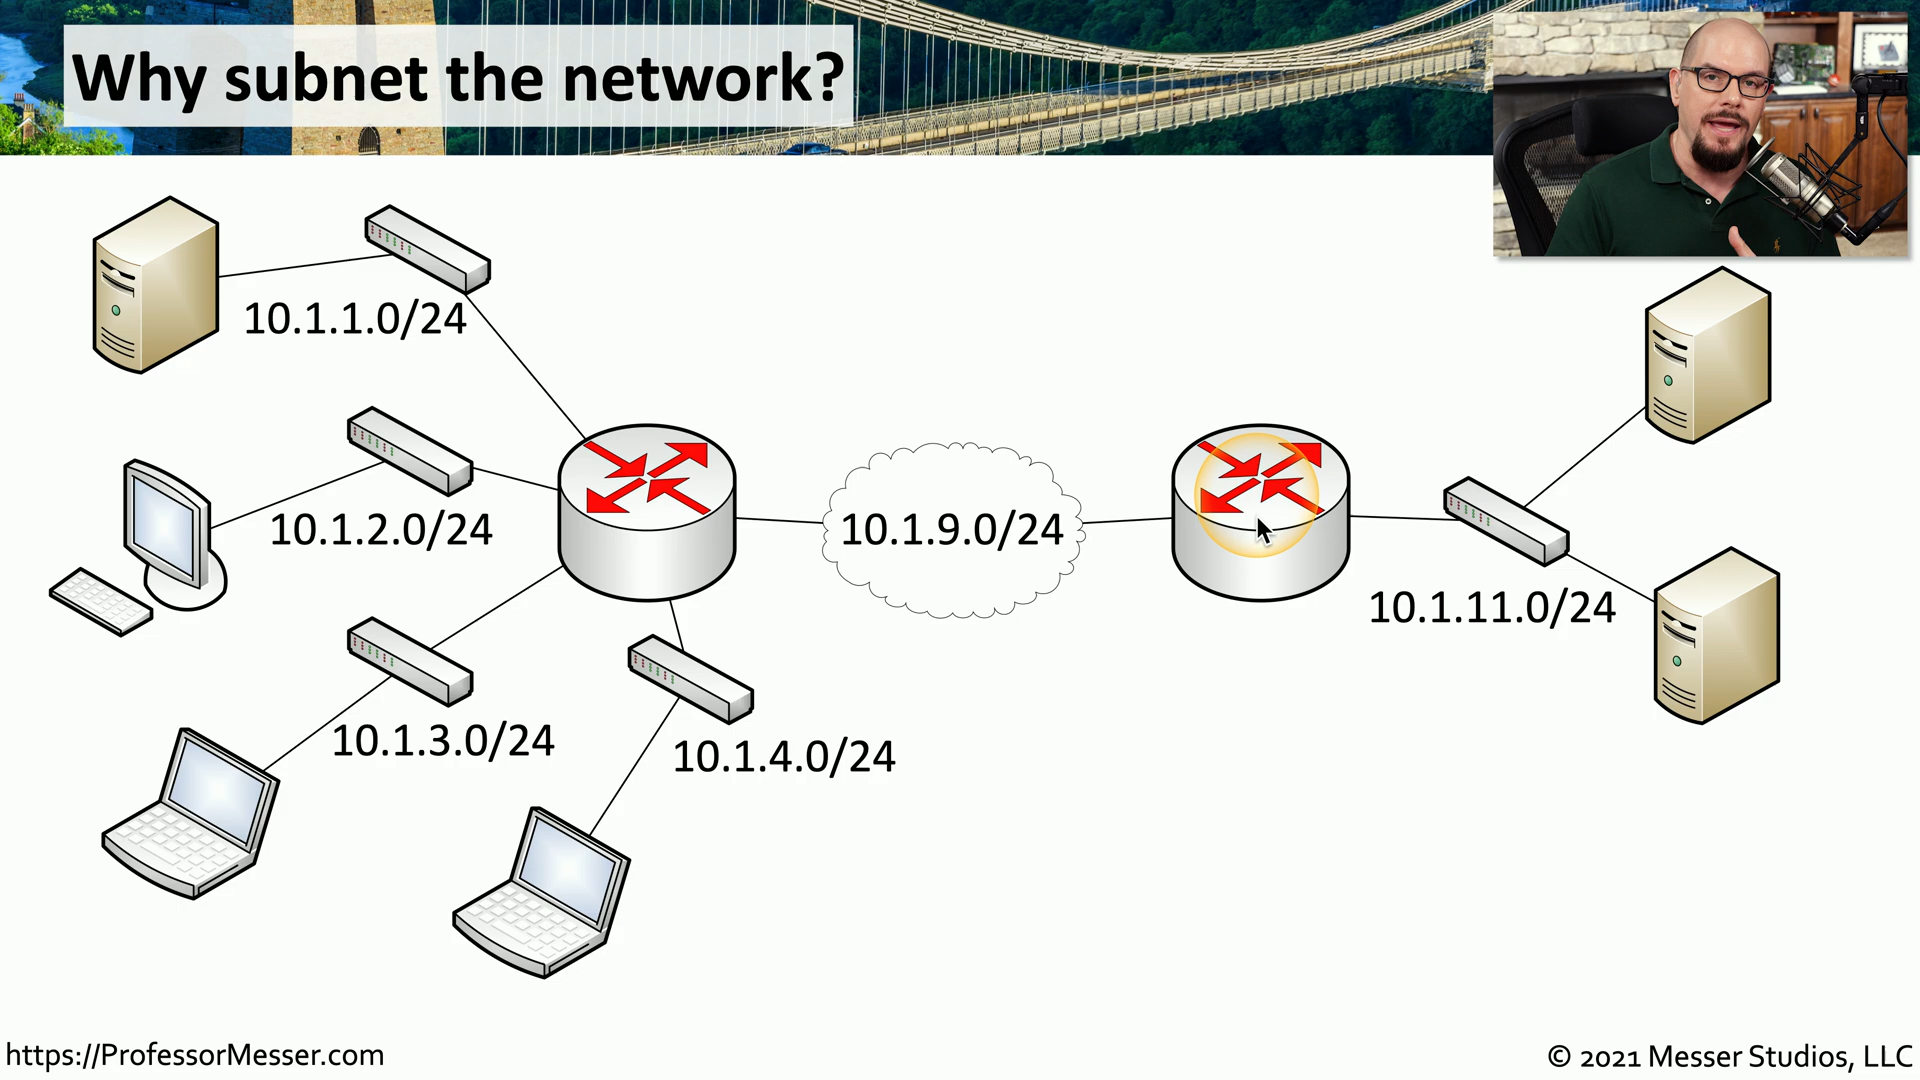 Why subnet the network?
10.1.1.0/24
10.1.2.0/24
10.1.9.0/24
10.1.11.0/24
10.1.3.0/24
10.1.4.0/24
https://ProfessorMesser.com
© 2021 Messer Studios, LLC